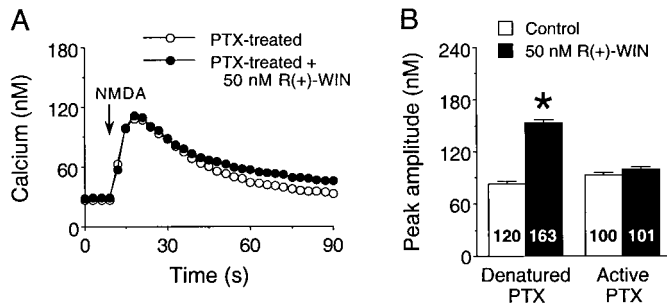 A
PTX-treated
PTX-treated +
50 nM R(+)-WIN
NMDA
Calcium (nM)
180
120
60
0
0 30 60 90
Time (s)
B
Control
50 nM R(+)-WIN
Peak amplitude (nM)
240
180
120
60
0
*
120 163 100 101
Denatured Active
PTX PTX